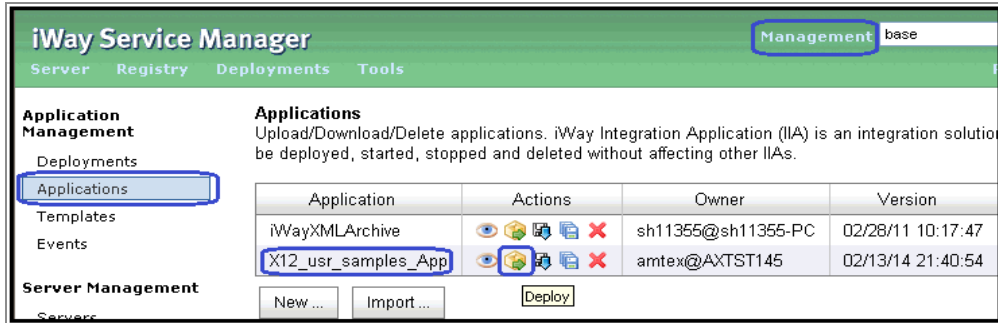 iWay Service Manager
Management base
Server Registry Deployments Tools
Application
Management
Deployments
Applications
Templates
Events
Server Management
Servers
Applications
Upload/Download/Delete applications. iWay Integration Application (IIA) is an integration solution
be deployed, started, stopped and deleted without affecting other IIAs.
Application Actions Owner Version
iWayXMLArchive sh11355@sh11355-PC 02/28/11 10:17:47
X12_usr_samples_App amtex@AXTST145 02/13/14 21:40:54
New ... Import ... Deploy